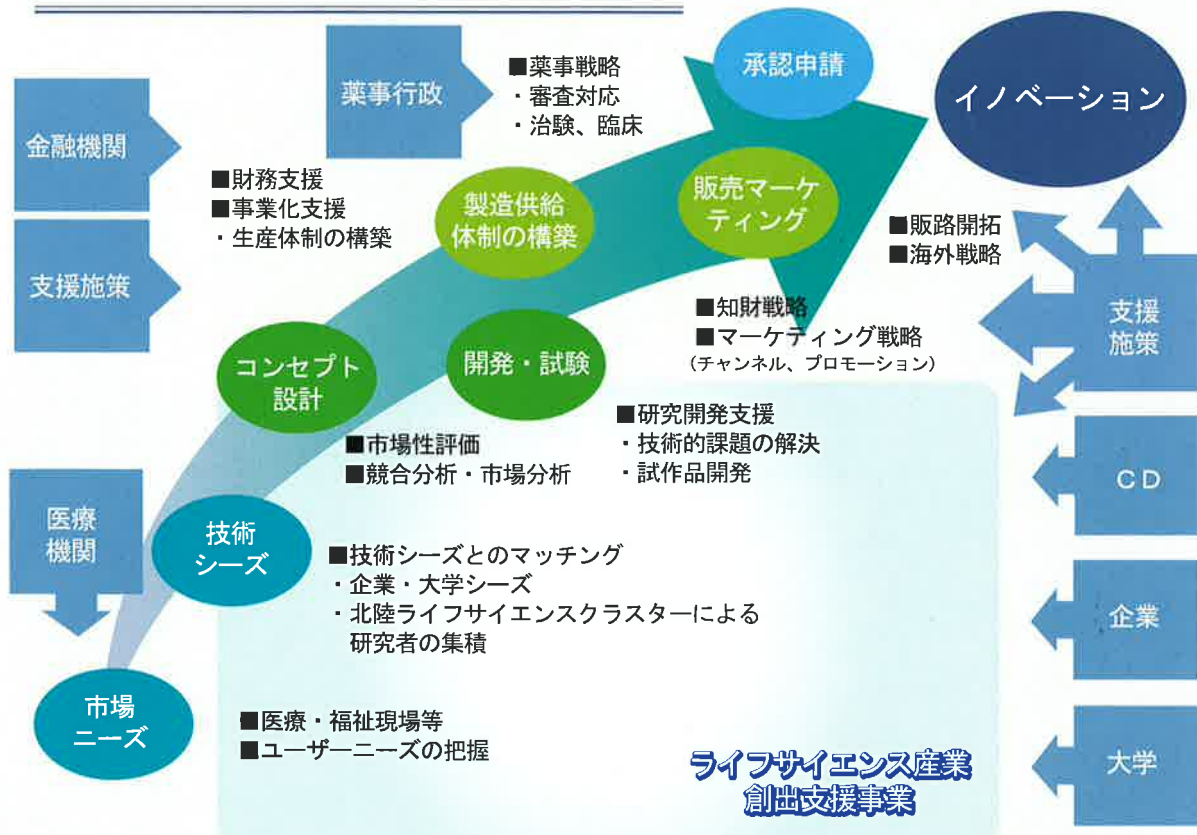 薬事行政
■薬事戦略
・審査対応
・治験、臨床
承認申請
イノベーション
金融機関
■財務支援
■事業化支援
・生産体制の構築
製造供給
体制の構築
販売マーケ
ティング
■販路開拓
■海外戦略
支援施策
支援
施策
■知財戦略
■マーケティング戦略
(チャンネル、プロモーション)
コンセプト
設計
開発・試験
■市場性評価
■競合分析・市場分析
■研究開発支援
・技術的課題の解決
・試作品開発
CD
医療
機関
技術
シーズ
■技術シーズとのマッチング
・企業・大学シーズ
・北陸ライフサイエンスクラスターによる
研究者の集積
企業
市場
ニーズ
■医療・福祉現場等
■ユーザーニーズの把握
ライフサイエンス産業
創出支援事業
大学